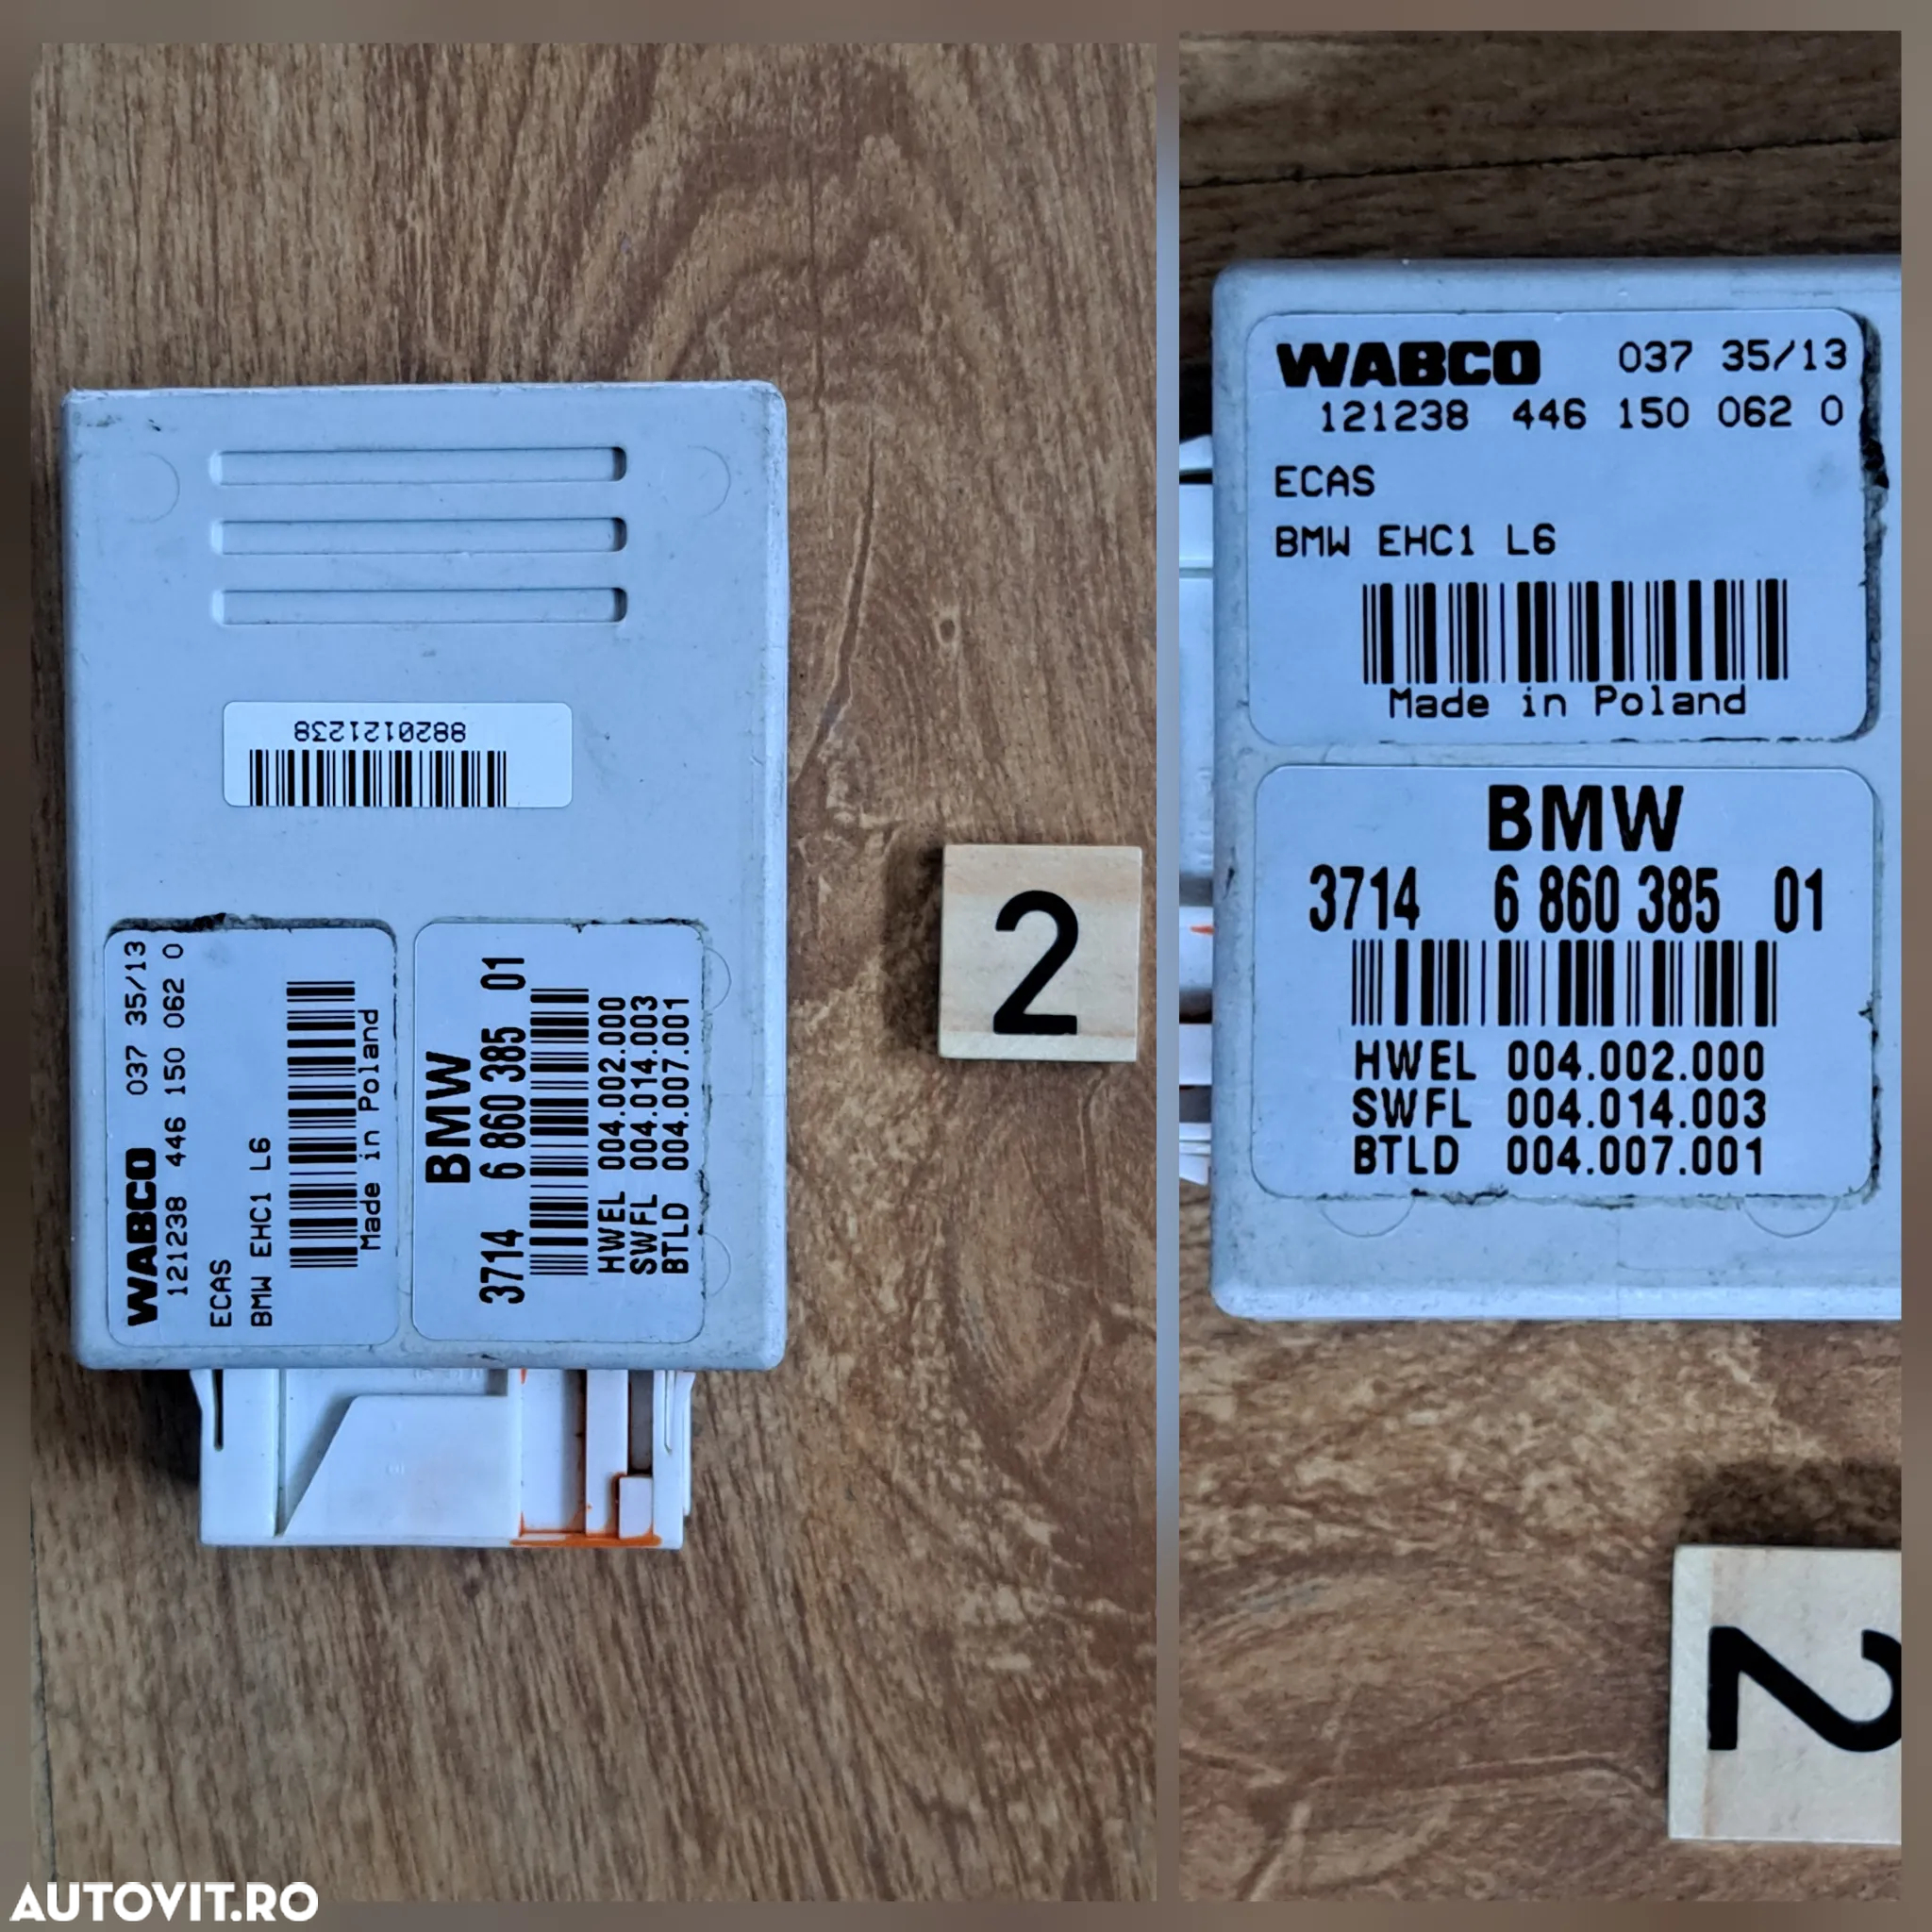 8820121238
WABCO 037 35/13
121238 446 150 062 0
ECAS
BMW EHC1 L6
Made in Poland
BMW
3714 6 860 385 01
HWEL 004.002.000
SWFL 004.014.003
BTLD 004.007.001
2
WABCO 037 35/13
121238 446 150 062 0
ECAS
BMW EHC1 L6
Made in Poland
BMW
3714 6 860 385 01
HWEL 004.002.000
SWFL 004.014.003
BTLD 004.007.001
2
AUTOVIT.RO